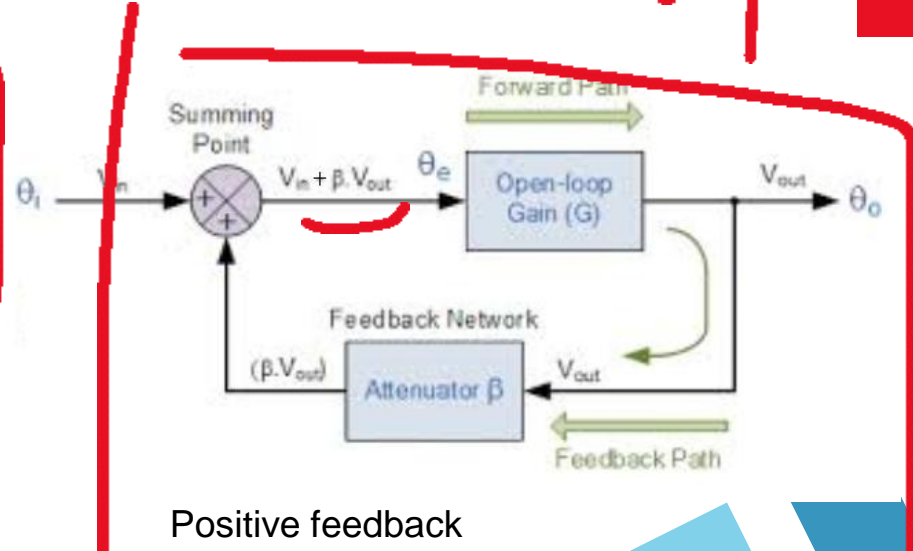 Forward Path
Summing
Point
θᵢ
Vᵢₙ
+
+
Vᵢₙ + β.Vₒᵤₜ
θₑ
Open-loop
Gain (G)
Vₒᵤₜ
θₒ
Feedback Network
(β.Vₒᵤₜ)
Attenuator β
Vₒᵤₜ
Feedback Path
Positive feedback